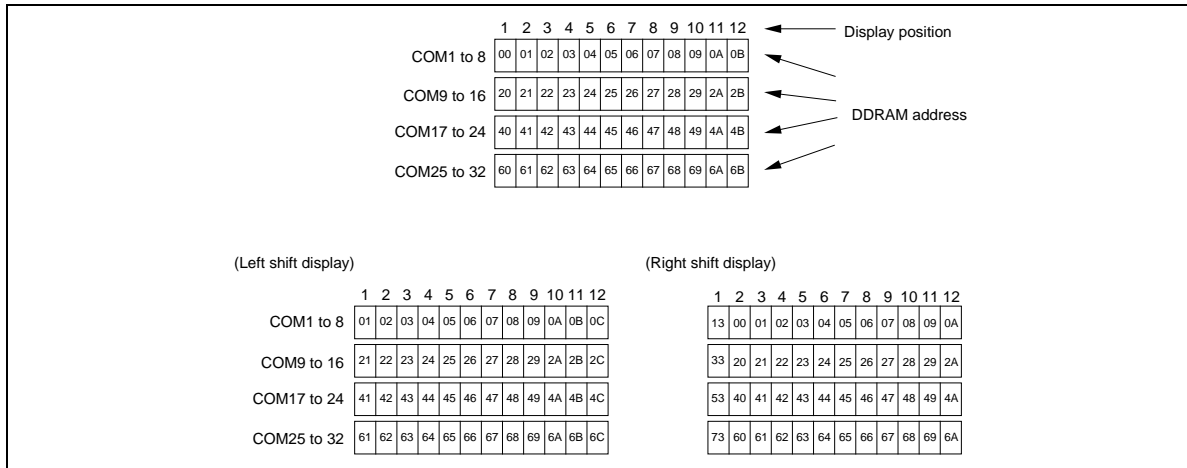 1 2 3 4 5 6 7 8 9 10 11 12 Display position
COM1 to 8 00 01 02 03 04 05 06 07 08 09 0A 0B
COM9 to 16 20 21 22 23 24 25 26 27 28 29 2A 2B
DDRAM address
COM17 to 24 40 41 42 43 44 45 46 47 48 49 4A 4B
COM25 to 32 60 61 62 63 64 65 66 67 68 69 6A 6B
(Left shift display)
1 2 3 4 5 6 7 8 9 10 11 12
COM1 to 8 01 02 03 04 05 06 07 08 09 0A 0B 0C
COM9 to 16 21 22 23 24 25 26 27 28 29 2A 2B 2C
COM17 to 24 41 42 43 44 45 46 47 48 49 4A 4B 4C
COM25 to 32 61 62 63 64 65 66 67 68 69 6A 6B 6C
(Right shift display)
1 2 3 4 5 6 7 8 9 10 11 12
13 00 01 02 03 04 05 06 07 08 09 0A
33 20 21 22 23 24 25 26 27 28 29 2A
53 40 41 42 43 44 45 46 47 48 49 4A
73 60 61 62 63 64 65 66 67 68 69 6A